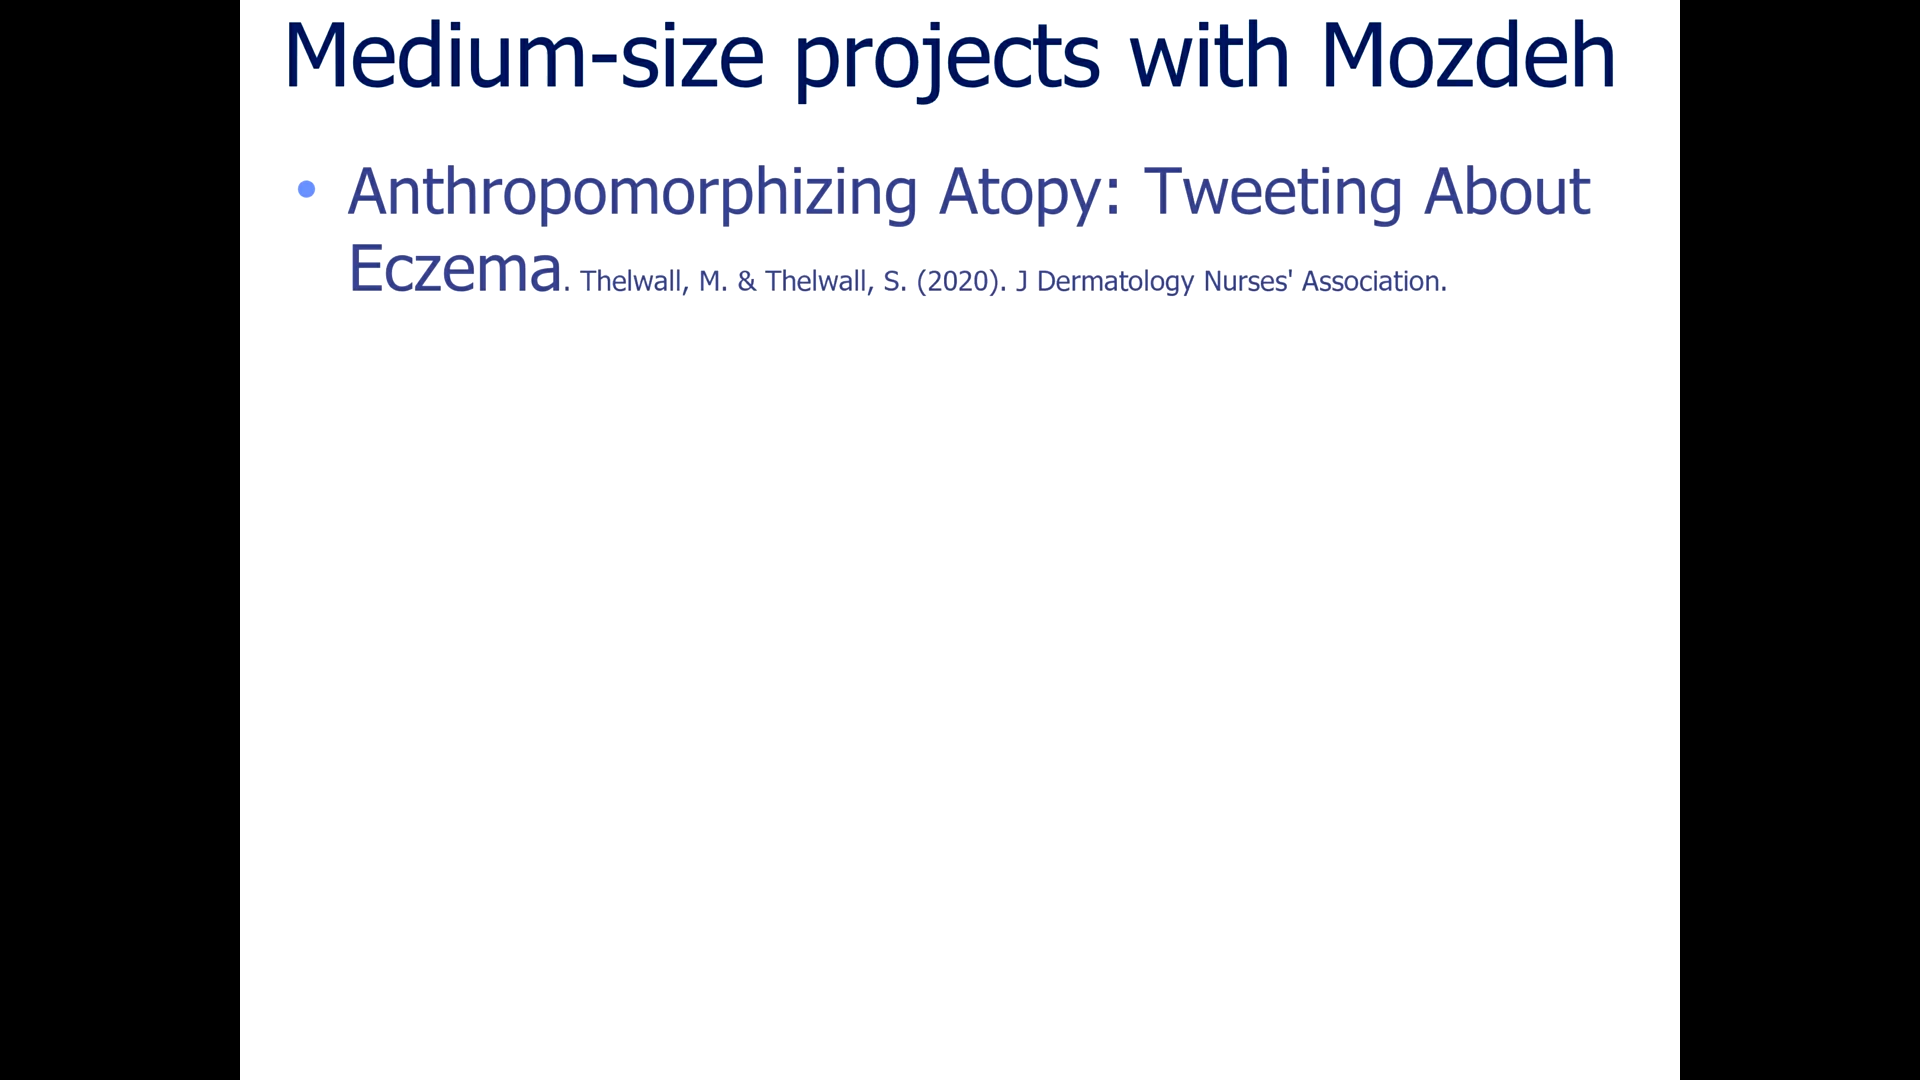 Medium-size projects with Mozdeh
• Anthropomorphizing Atopy: Tweeting About
Eczema. Thelwall, M. & Thelwall, S. (2020). J Dermatology Nurses' Association.